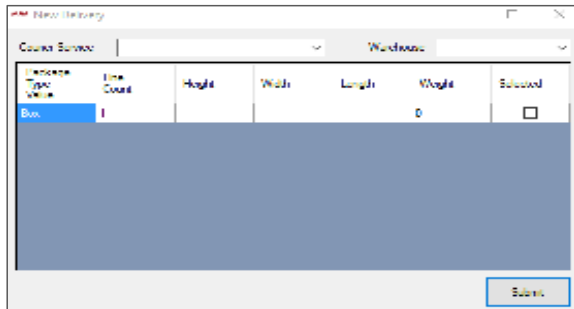 New Delivery
Courier Service
Warehouse
Package Type Value
Line Count
Height
Width
Length
Weight
Selected
Box
1
0
Submit